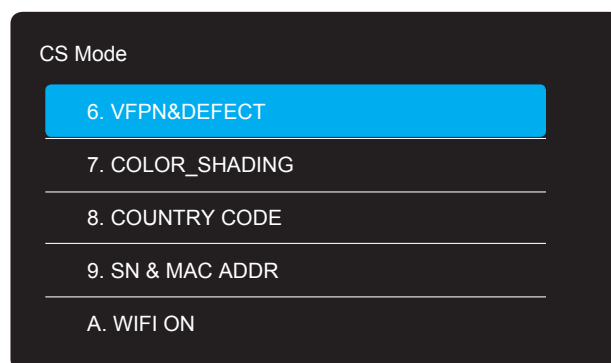 CS Mode
6. VFPN&DEFECT
7. COLOR_SHADING
8. COUNTRY CODE
9. SN & MAC ADDR
A. WIFI ON